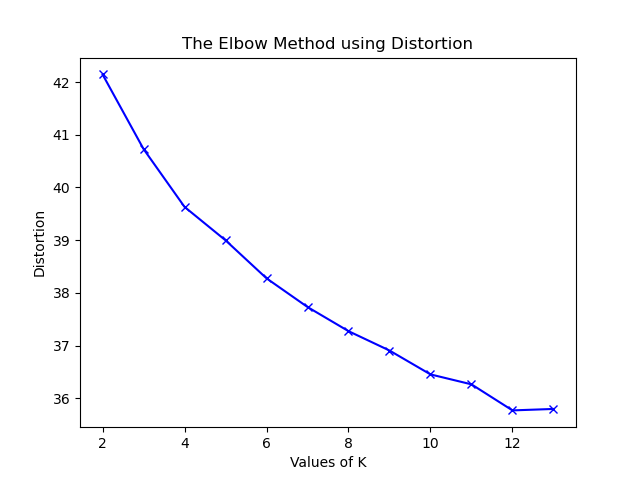 The Elbow Method using Distortion
42
41
40
39
38
37
36
Distortion
2 4 6 8 10 12
Values of K